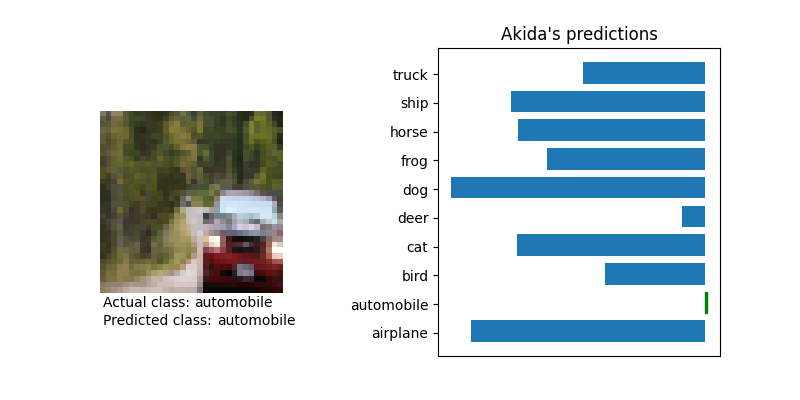 Akida's predictions
truck
ship
horse
frog
dog
deer
cat
bird
automobile
airplane
Actual class: automobile
Predicted class: automobile